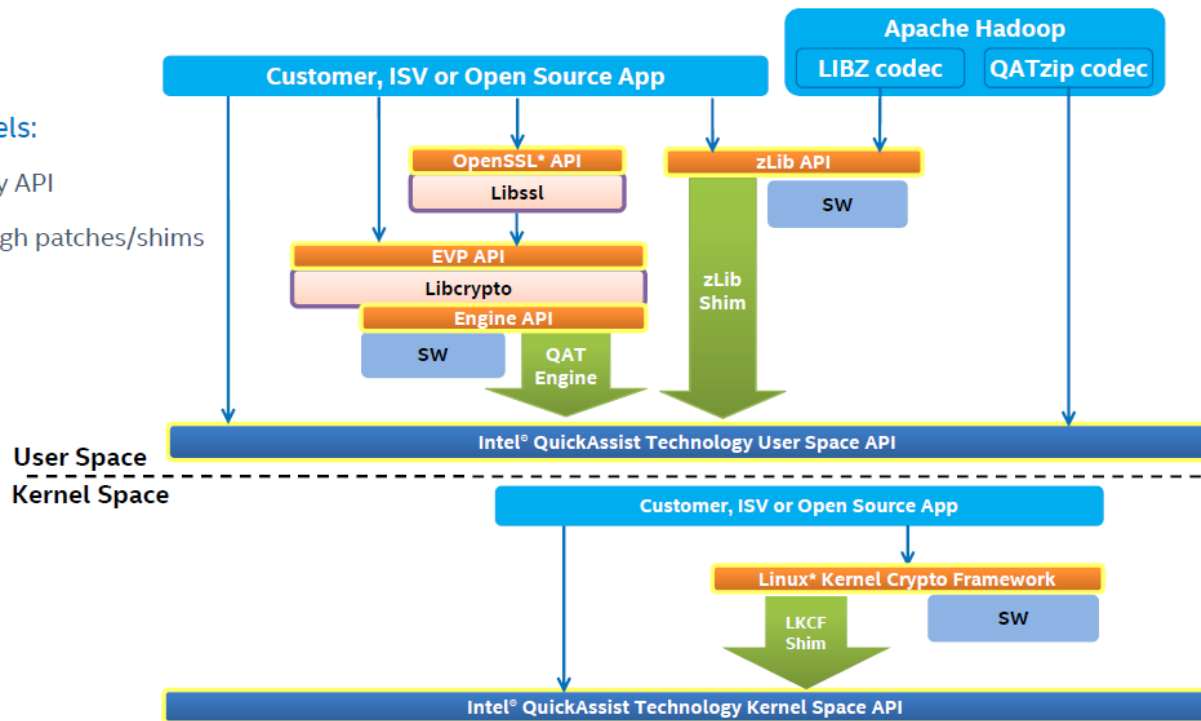 Apache Hadoop
LIBZ codec
QATzip codec
Customer, ISV or Open Source App
els:
y API
gh patches/shims
OpenSSL* API
Libssl
zLib API
SW
EVP API
Libcrypto
Engine API
SW
QAT
Engine
zLib
Shim
Intel® QuickAssist Technology User Space API
User Space
Kernel Space
Customer, ISV or Open Source App
Linux* Kernel Crypto Framework
SW
LKCF
Shim
Intel® QuickAssist Technology Kernel Space API